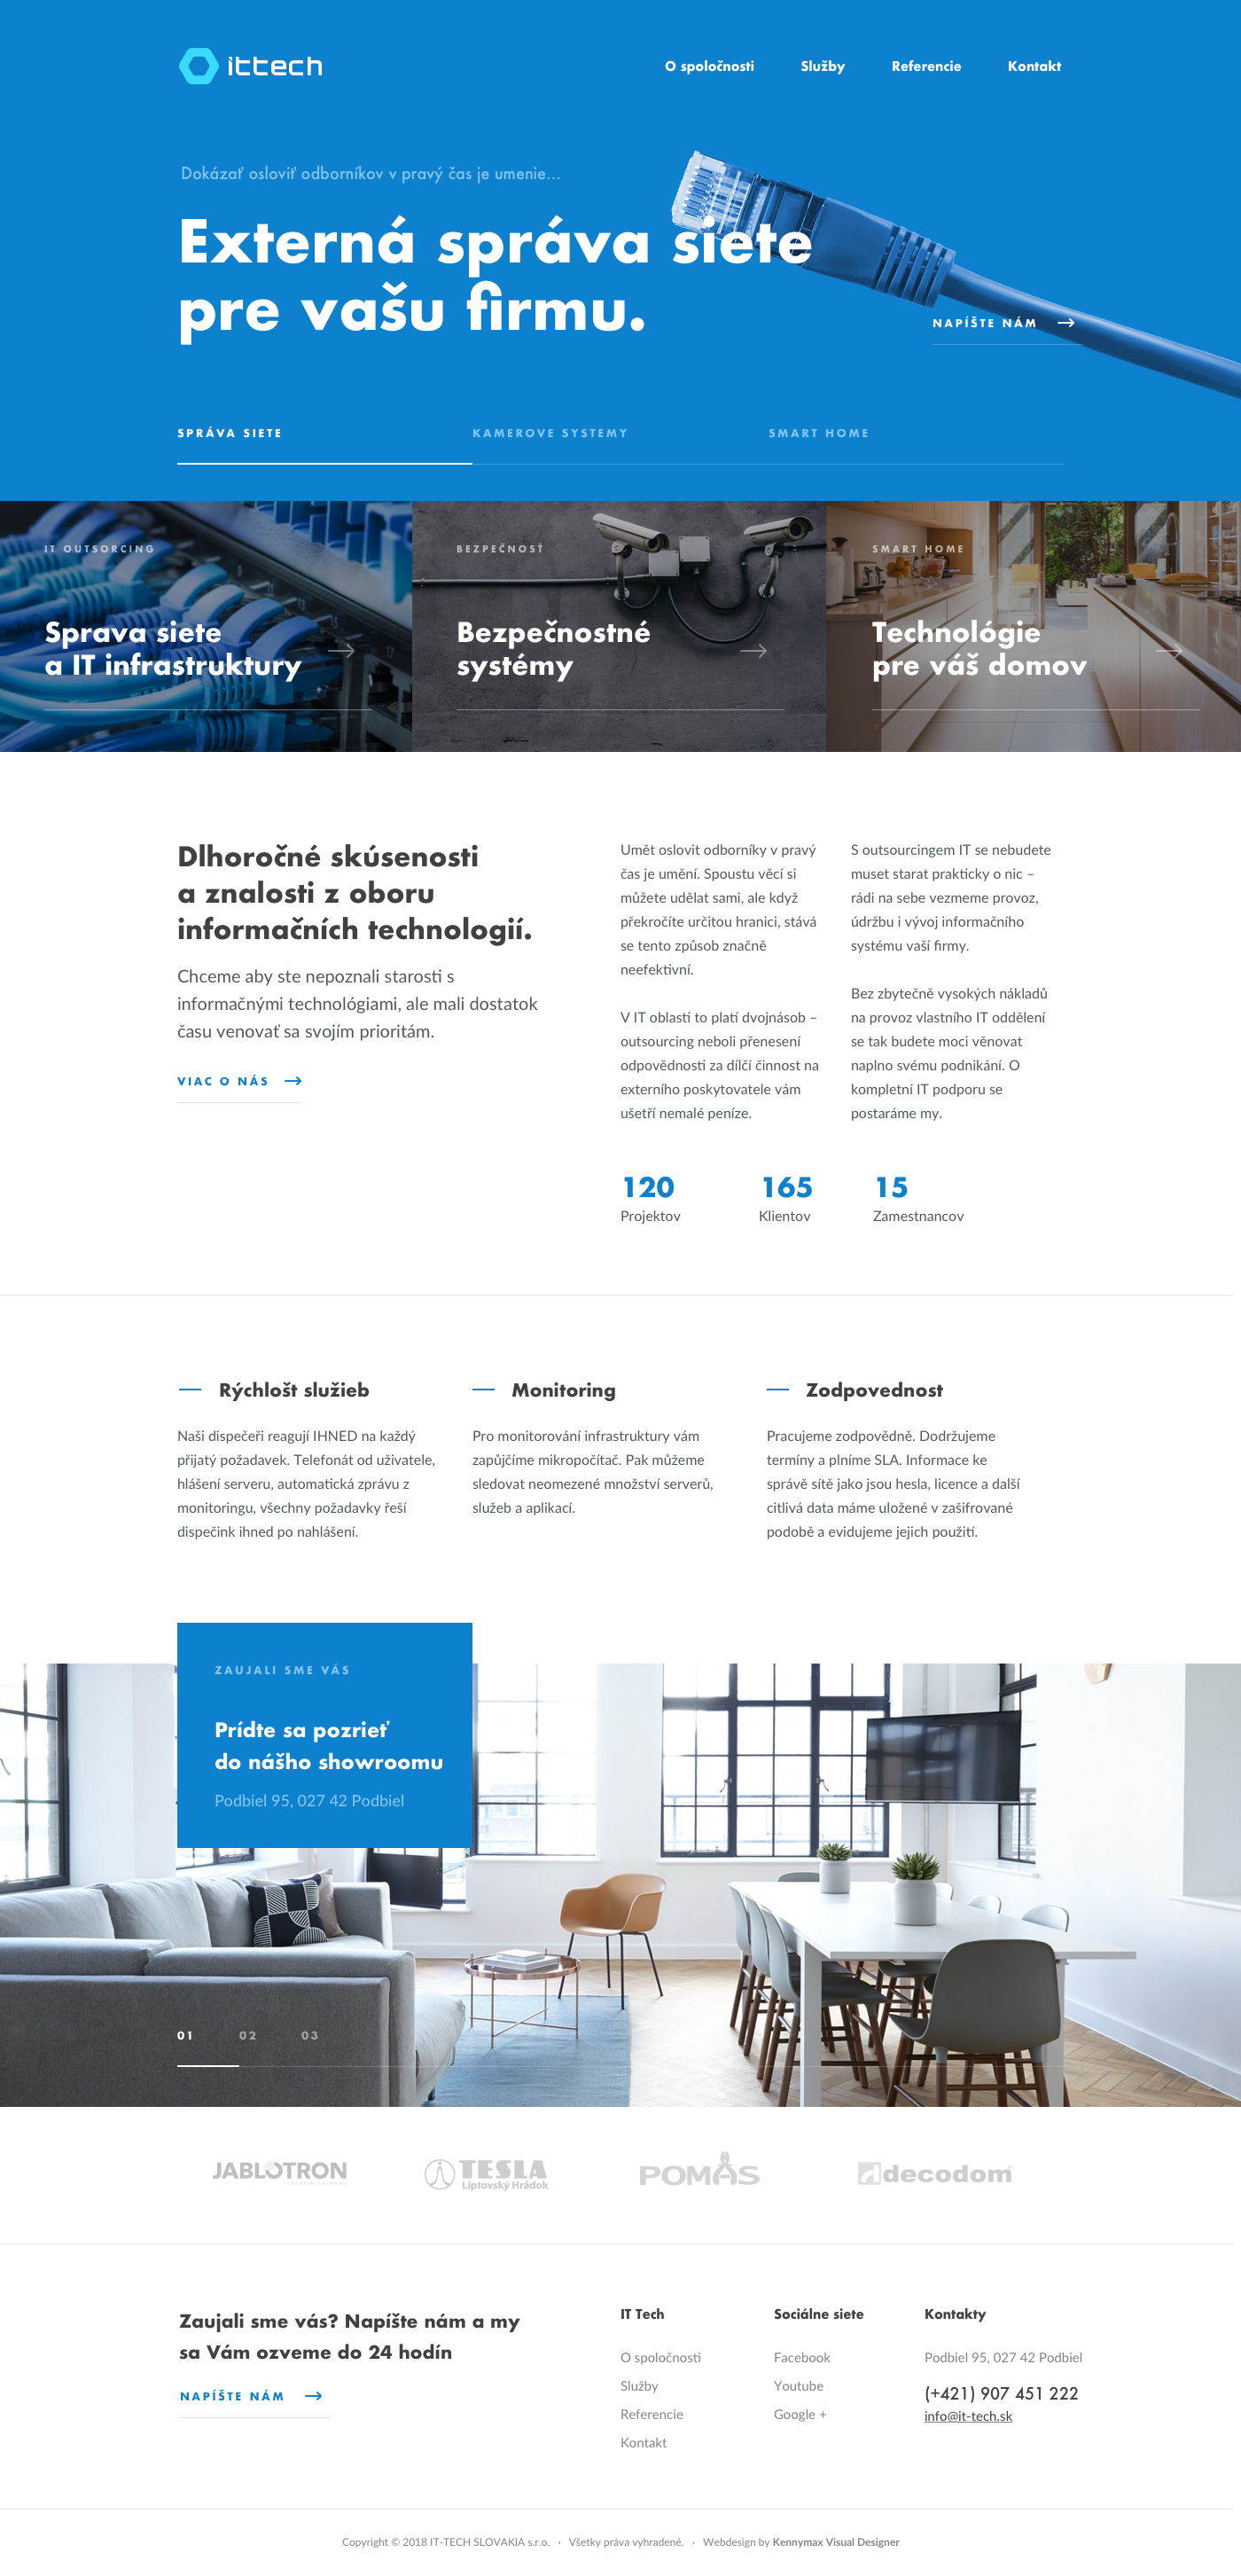 ittech
O spoločnosti
Služby
Referencie
Kontakt
Dokázať osloviť odborníkov v pravý čas je umenie...
Externá správa siete
pre vašu firmu.
NAPÍŠTE NÁM
SPRÁVA SIETE
KAMEROVE SYSTEMY
SMART HOME
IT OUTSORCING
Sprava siete
a IT infraštruktury
BEZPEČNOSŤ
Bezpečnostné
systémy
SMART HOME
Technológie
pre váš domov
Dlhoročné skúsenosti
a znalosti z oboru
informačních technologií.
Chceme aby ste nepoznali starosti s
informačnými technológiami, ale mali dostatok
času venovať sa svojím prioritám.
VIAC O NÁS
Umět oslovit odborníky v pravý
čas je umění. Spoustu věcí si
můžete udělat sami, ale když
překročíte určitou hranici, stává
se tento způsob značně
neefektivní.
V IT oblasti to platí dvojnásob –
outsourcing neboli přenesení
odpovědnosti za dílčí činnost na
externího poskytovatele vám
ušetří nemalé peníze.
S outsourcingem IT se nebudete
muset starat prakticky o nic –
rádi na sebe vezmeme provoz,
údržbu i vývoj informačního
systému vaší firmy.
Bez zbytečně vysokých nákladů
na provoz vlastního IT oddělení
se tak budete moci věnovat
naplno svému podnikání. O
kompletní IT podporu se
postaráme my.
120
Projektov
165
Klientov
15
Zamestnancov
Rýchlošt služieb
Naši dispečeři reagují IHNED na každý
přijatý požadavek. Telefonát od uživatele,
hlášení serveru, automatická zprávu z
monitoringu, všechny požadavky řeší
dispečink ihned po nahlášení.
Monitoring
Pro monitorování infrastruktury vám
zapůjčíme mikropočítač. Pak můžeme
sledovat neomezené množství serverů,
služeb a aplikací.
Zodpovednost
Pracujeme zodpovědně. Dodržujeme
termíny a plníme SLA. Informace ke
správě sítě jako jsou hesla, licence a další
citlivá data máme uložené v zašifrované
podobě a evidujeme jejich použití.
ZAUJALI SME VÁS
Prídte sa pozrieť
do nášho showroomu
Podbiel 95, 027 42 Podbiel
01
02
03
JABLOTRON
TESLA
Liptovský Hrádok
POMAS
decodom
Zaujali sme vás? Napíšte nám a my
sa Vám ozveme do 24 hodín
NAPÍŠTE NÁM
IT Tech
O spoločnosti
Služby
Referencie
Kontakt
Sociálne siete
Facebook
Youtube
Google +
Kontakty
Podbiel 95, 027 42 Podbiel
(+421) 907 451 222
info@it-tech.sk
Copyright © 2018 IT-TECH SLOVAKIA s.r.o. · Všetky práva vyhradené. · Webdesign by Kennymax Visual Designer